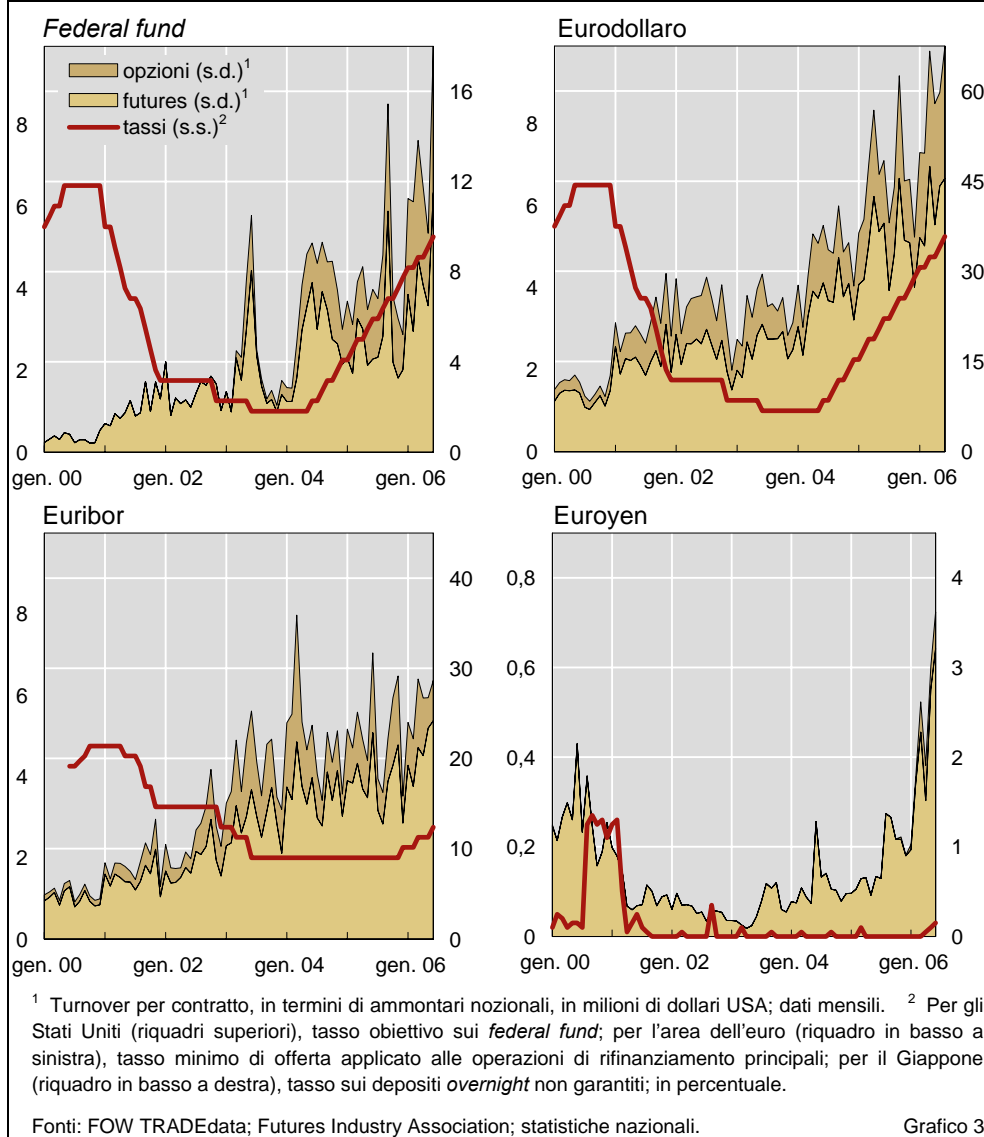 Federal fund
opzioni (s.d.)¹
futures (s.d.)¹
tassi (s.s.)²
8
6
4
2
0
16
12
8
4
0
gen. 00 gen. 02 gen. 04 gen. 06
Eurodollaro
8
6
4
2
0
60
45
30
15
0
gen. 00 gen. 02 gen. 04 gen. 06
Euribor
8
6
4
2
0
40
30
20
10
0
gen. 00 gen. 02 gen. 04 gen. 06
Euroyen
0,8
0,6
0,4
0,2
0
4
3
2
1
0
gen. 00 gen. 02 gen. 04 gen. 06
¹ Turnover per contratto, in termini di ammontari nozionali, in milioni di dollari USA; dati mensili. ² Per gli
Stati Uniti (riquadri superiori), tasso obiettivo sui federal fund; per l'area dell'euro (riquadro in basso a
sinistra), tasso minimo di offerta applicato alle operazioni di rifinanziamento principali; per il Giappone
(riquadro in basso a destra), tasso sui depositi overnight non garantiti; in percentuale.
Fonti: FOW TRADEdata; Futures Industry Association; statistiche nazionali. Grafico 3